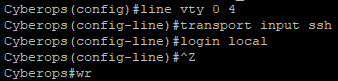 Cyberops(config)#line vty 0 4
Cyberops(config-line)#transport input ssh
Cyberops(config-line)#login local
Cyberops(config-line)#^Z
Cyberops#wr